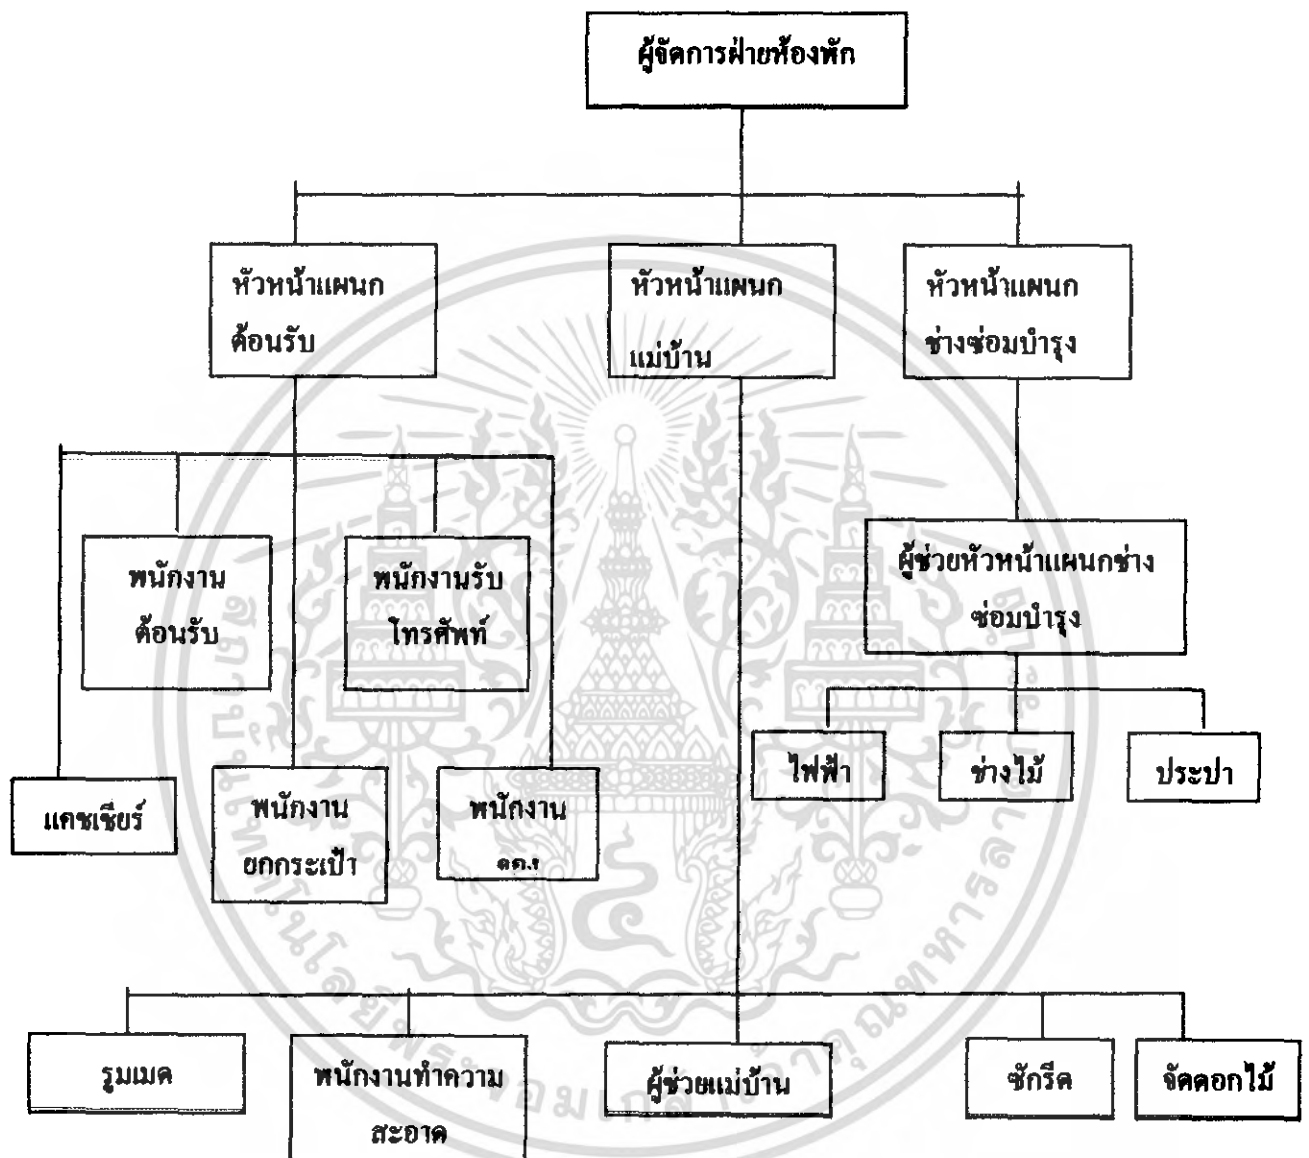 ผู้จัดการฝ่ายห้องพัก
หัวหน้าแผนก
ต้อนรับ
หัวหน้าแผนก
แม่บ้าน
หัวหน้าแผนก
ช่างซ่อมบำรุง
พนักงาน
ต้อนรับ
พนักงานรับ
โทรศัพท์
ผู้ช่วยหัวหน้าแผนกช่าง
ซ่อมบำรุง
แคชเชียร์
พนักงาน
ยกกระเป๋า
พนักงาน
ไฟฟ้า
ช่างไม้
ประปา
รูมเมด
พนักงานทำความ
สะอาด
ผู้ช่วยแม่บ้าน
ซักรีด
จัดดอกไม้